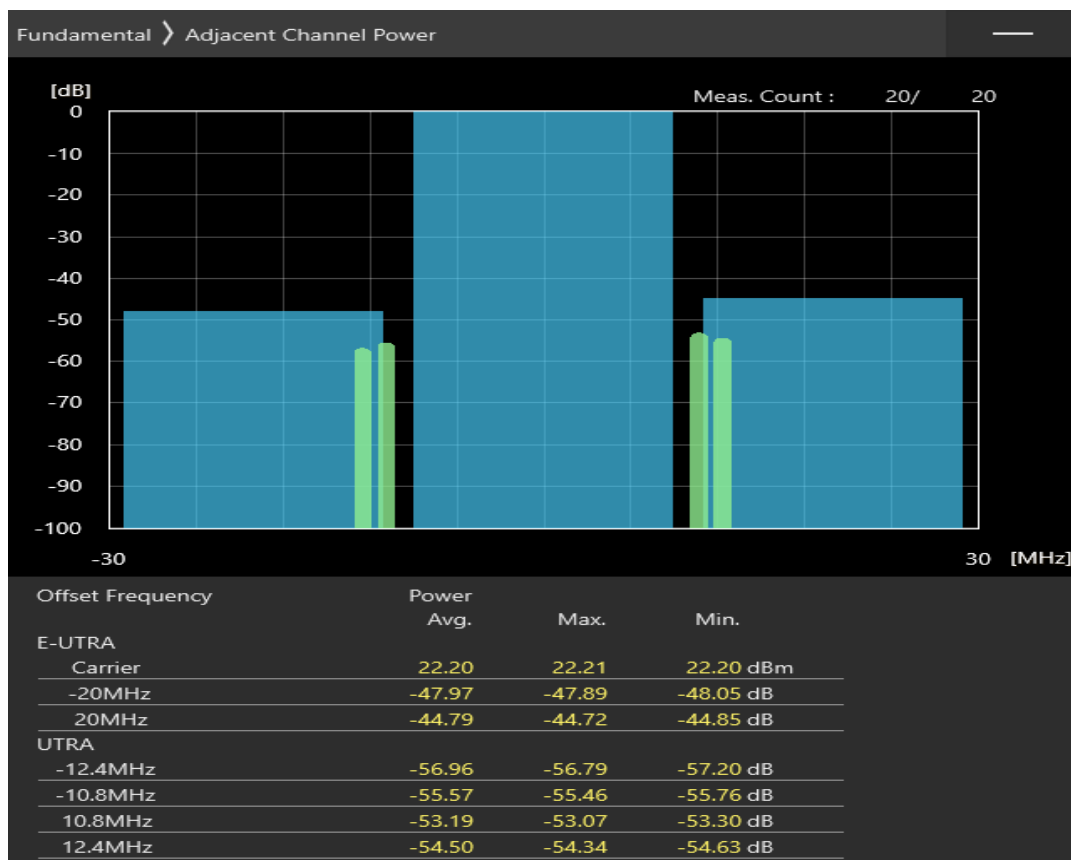 Fundamental ❯ Adjacent Channel Power
[dB]
Meas. Count : 20/ 20
0
-10
-20
-30
-40
-50
-60
-70
-80
-90
-100
-30 30 [MHz]
Offset Frequency Power
Avg. Max. Min.
E-UTRA
Carrier 22.20 22.21 22.20 dBm
-20MHz -47.97 -47.89 -48.05 dB
20MHz -44.79 -44.72 -44.85 dB
UTRA
-12.4MHz -56.96 -56.79 -57.20 dB
-10.8MHz -55.57 -55.46 -55.76 dB
10.8MHz -53.19 -53.07 -53.30 dB
12.4MHz -54.50 -54.34 -54.63 dB